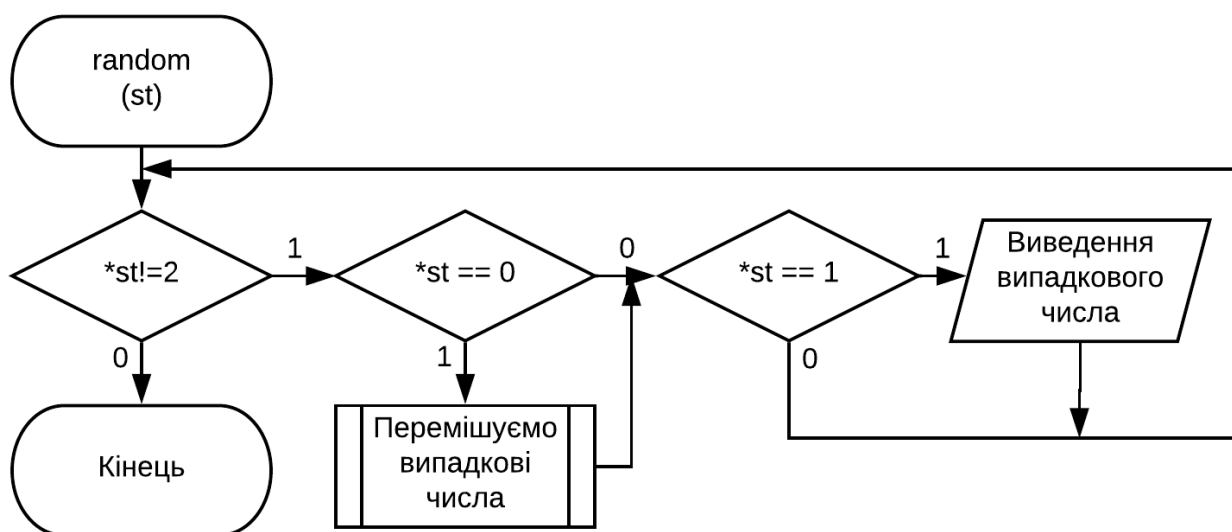 random
(st)
*st!=2
1
0
Кінець
*st == 0
0
1
Перемішуємо
випадкові
числа
*st == 1
1
0
Виведення
випадкового
числа